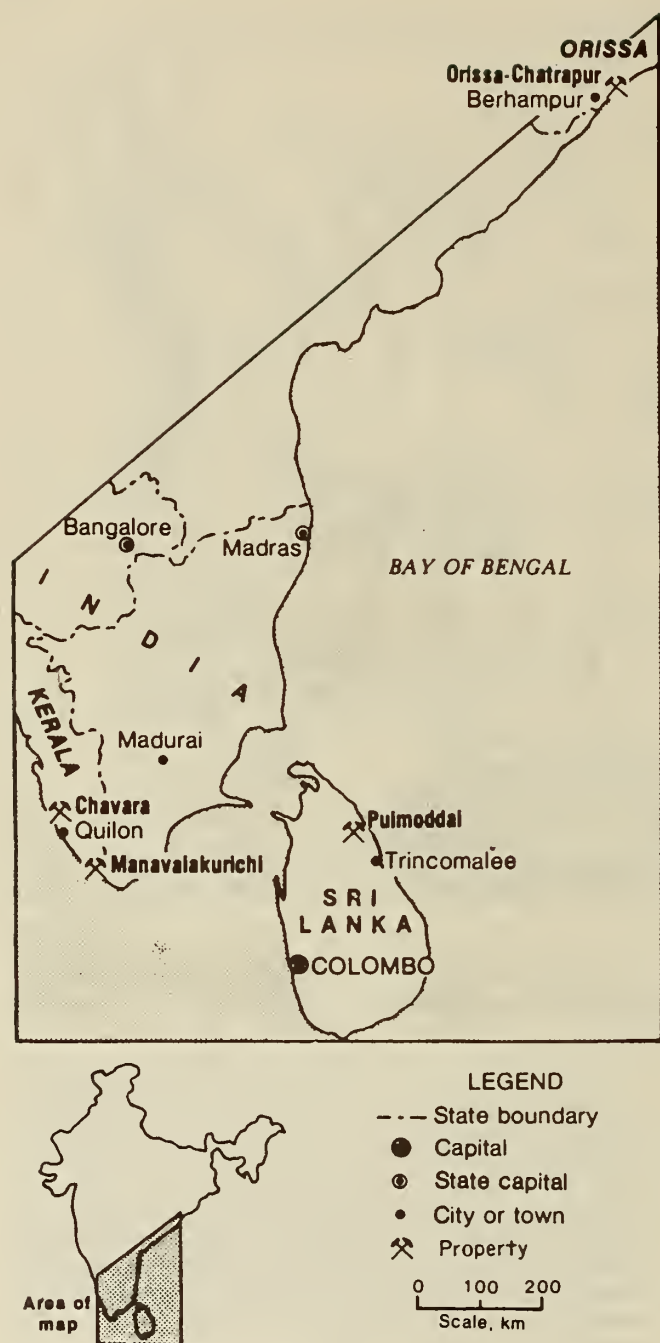 ORISSA
Orissa-Chatrapur
Berhampur
Bangalore
Madras
BAY OF BENGAL
INDIA
KERALA
Madurai
Chavara
Quilon
Manavalakurichi
Pulmoddai
Trincomalee
SRI
LANKA
COLOMBO
LEGEND
State boundary
Capital
State capital
City or town
Property
0 100 200
Scale, km
Area of
map